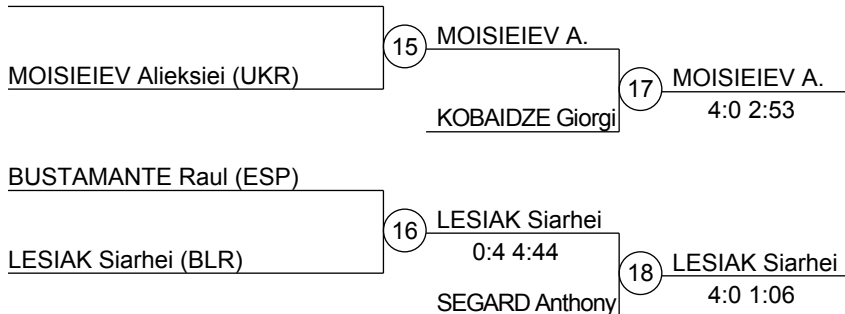 15 MOISIEIEV A.
MOISIEIEV Alieksiei (UKR)
17 MOISIEIEV A.
4:0 2:53
KOBAIDZE Giorgi
BUSTAMANTE Raul (ESP)
16 LESIAK Siarhei
0:4 4:44
LESIAK Siarhei (BLR)
18 LESIAK Siarhei
4:0 1:06
SEGARD Anthony